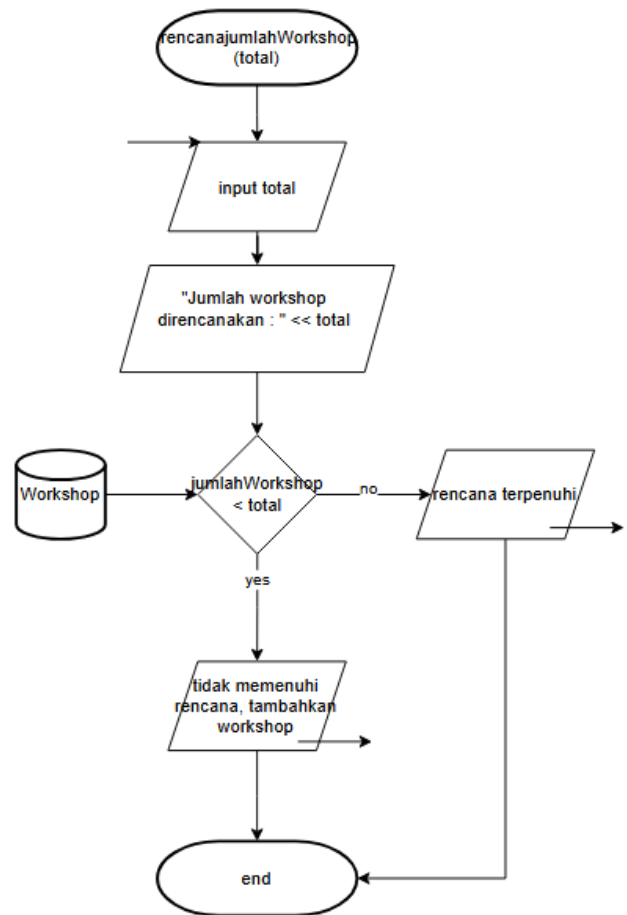 rencanajumlahWorkshop
(total)
input total
"Jumlah workshop
direncanakan : " << total
Workshop
jumlahWorkshop
< total
no
rencana terpenuhi
yes
tidak memenuhi
rencana, tambahkan
workshop
end